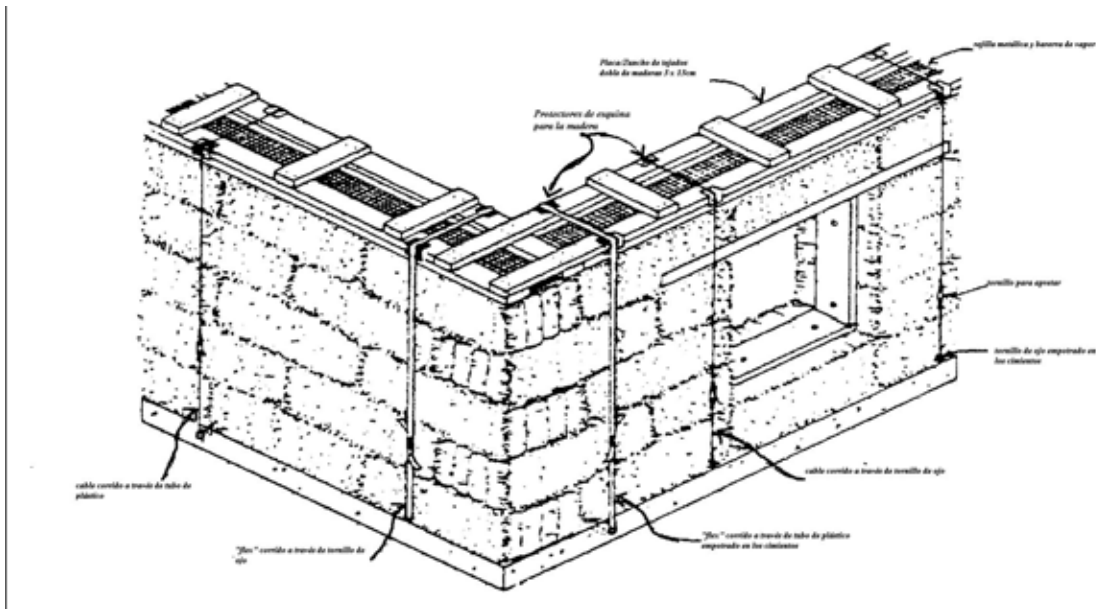 rejilla metálica y barerra de vapor
Placa/Zuncho de tejados
doble de maderas 5 x 15cm
Protectores de esquina
para la madera
tornillo para apretar
tornillo de ojo empotrado en
los cimientos
cable corrido a través de tornillo de ojo
cable corrido a través de tubo de
plástico
"fles" corrido a través de tornillo de
ojo
"fles" corrido a través de tubo de plástico
empotrado en los cimientos